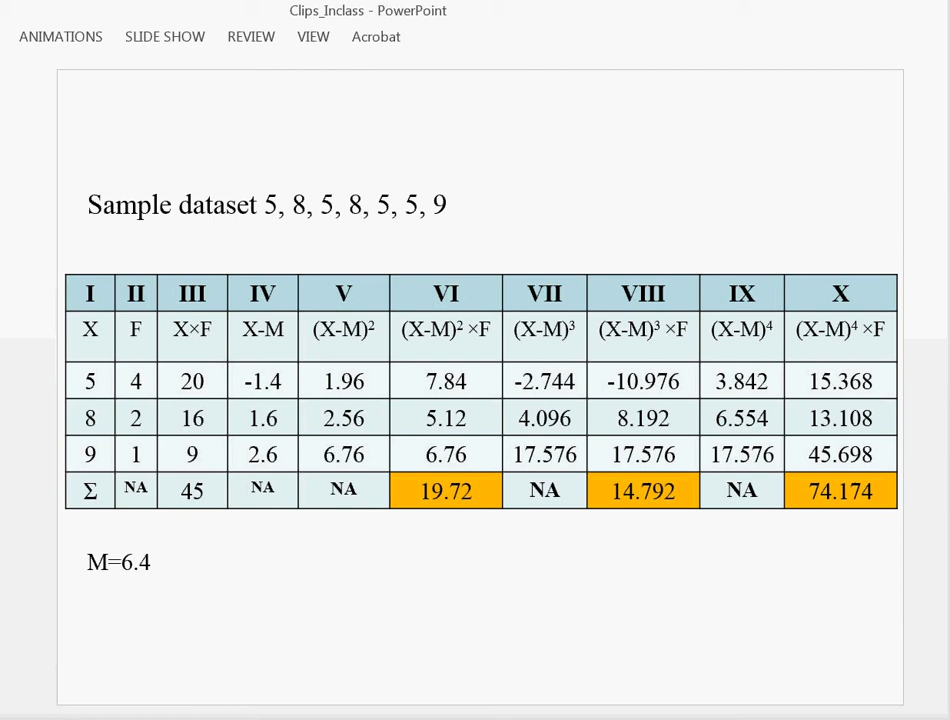 Clips_Inclass - PowerPoint
ANIMATIONS SLIDE SHOW REVIEW VIEW Acrobat
Sample dataset 5, 8, 5, 8, 5, 5, 9
I II III IV V VI VII VIII IX X
X F X×F X-M (X-M)² (X-M)² ×F (X-M)³ (X-M)³ ×F (X-M)⁴ (X-M)⁴ ×F
5 4 20 -1.4 1.96 7.84 -2.744 -10.976 3.842 15.368
8 2 16 1.6 2.56 5.12 4.096 8.192 6.554 13.108
9 1 9 2.6 6.76 6.76 17.576 17.576 17.576 45.698
Σ NA 45 NA NA 19.72 NA 14.792 NA 74.174
M=6.4